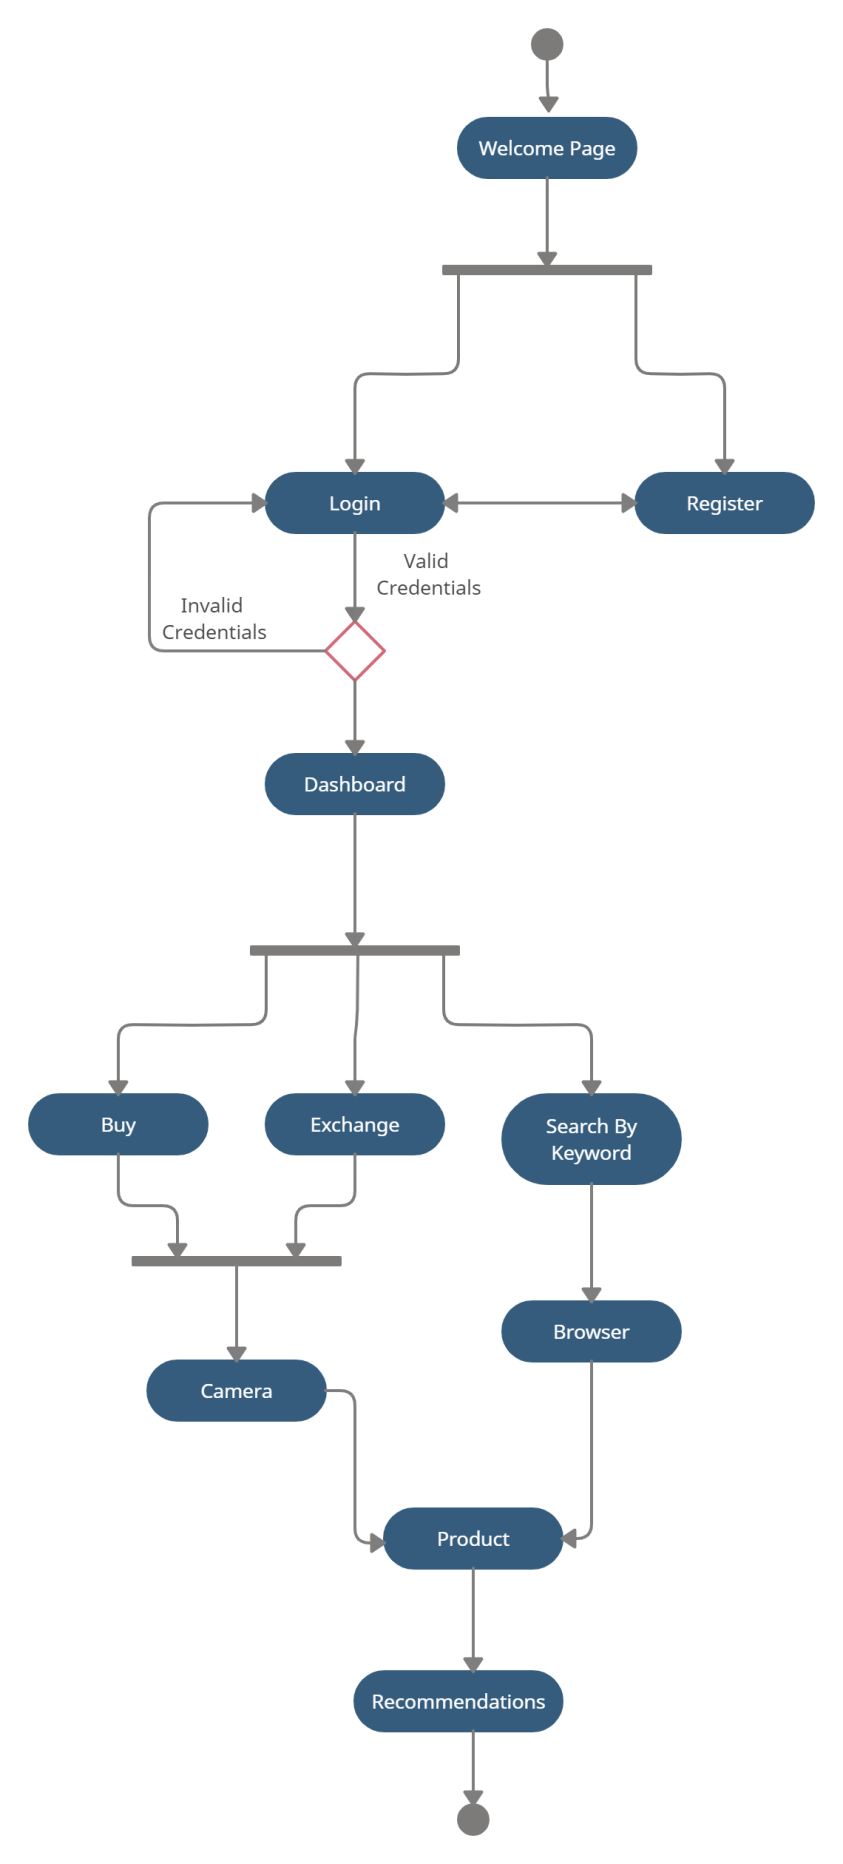 Welcome Page
Login
Register
Valid
Credentials
Invalid
Credentials
Dashboard
Buy
Exchange
Search By
Keyword
Browser
Camera
Product
Recommendations